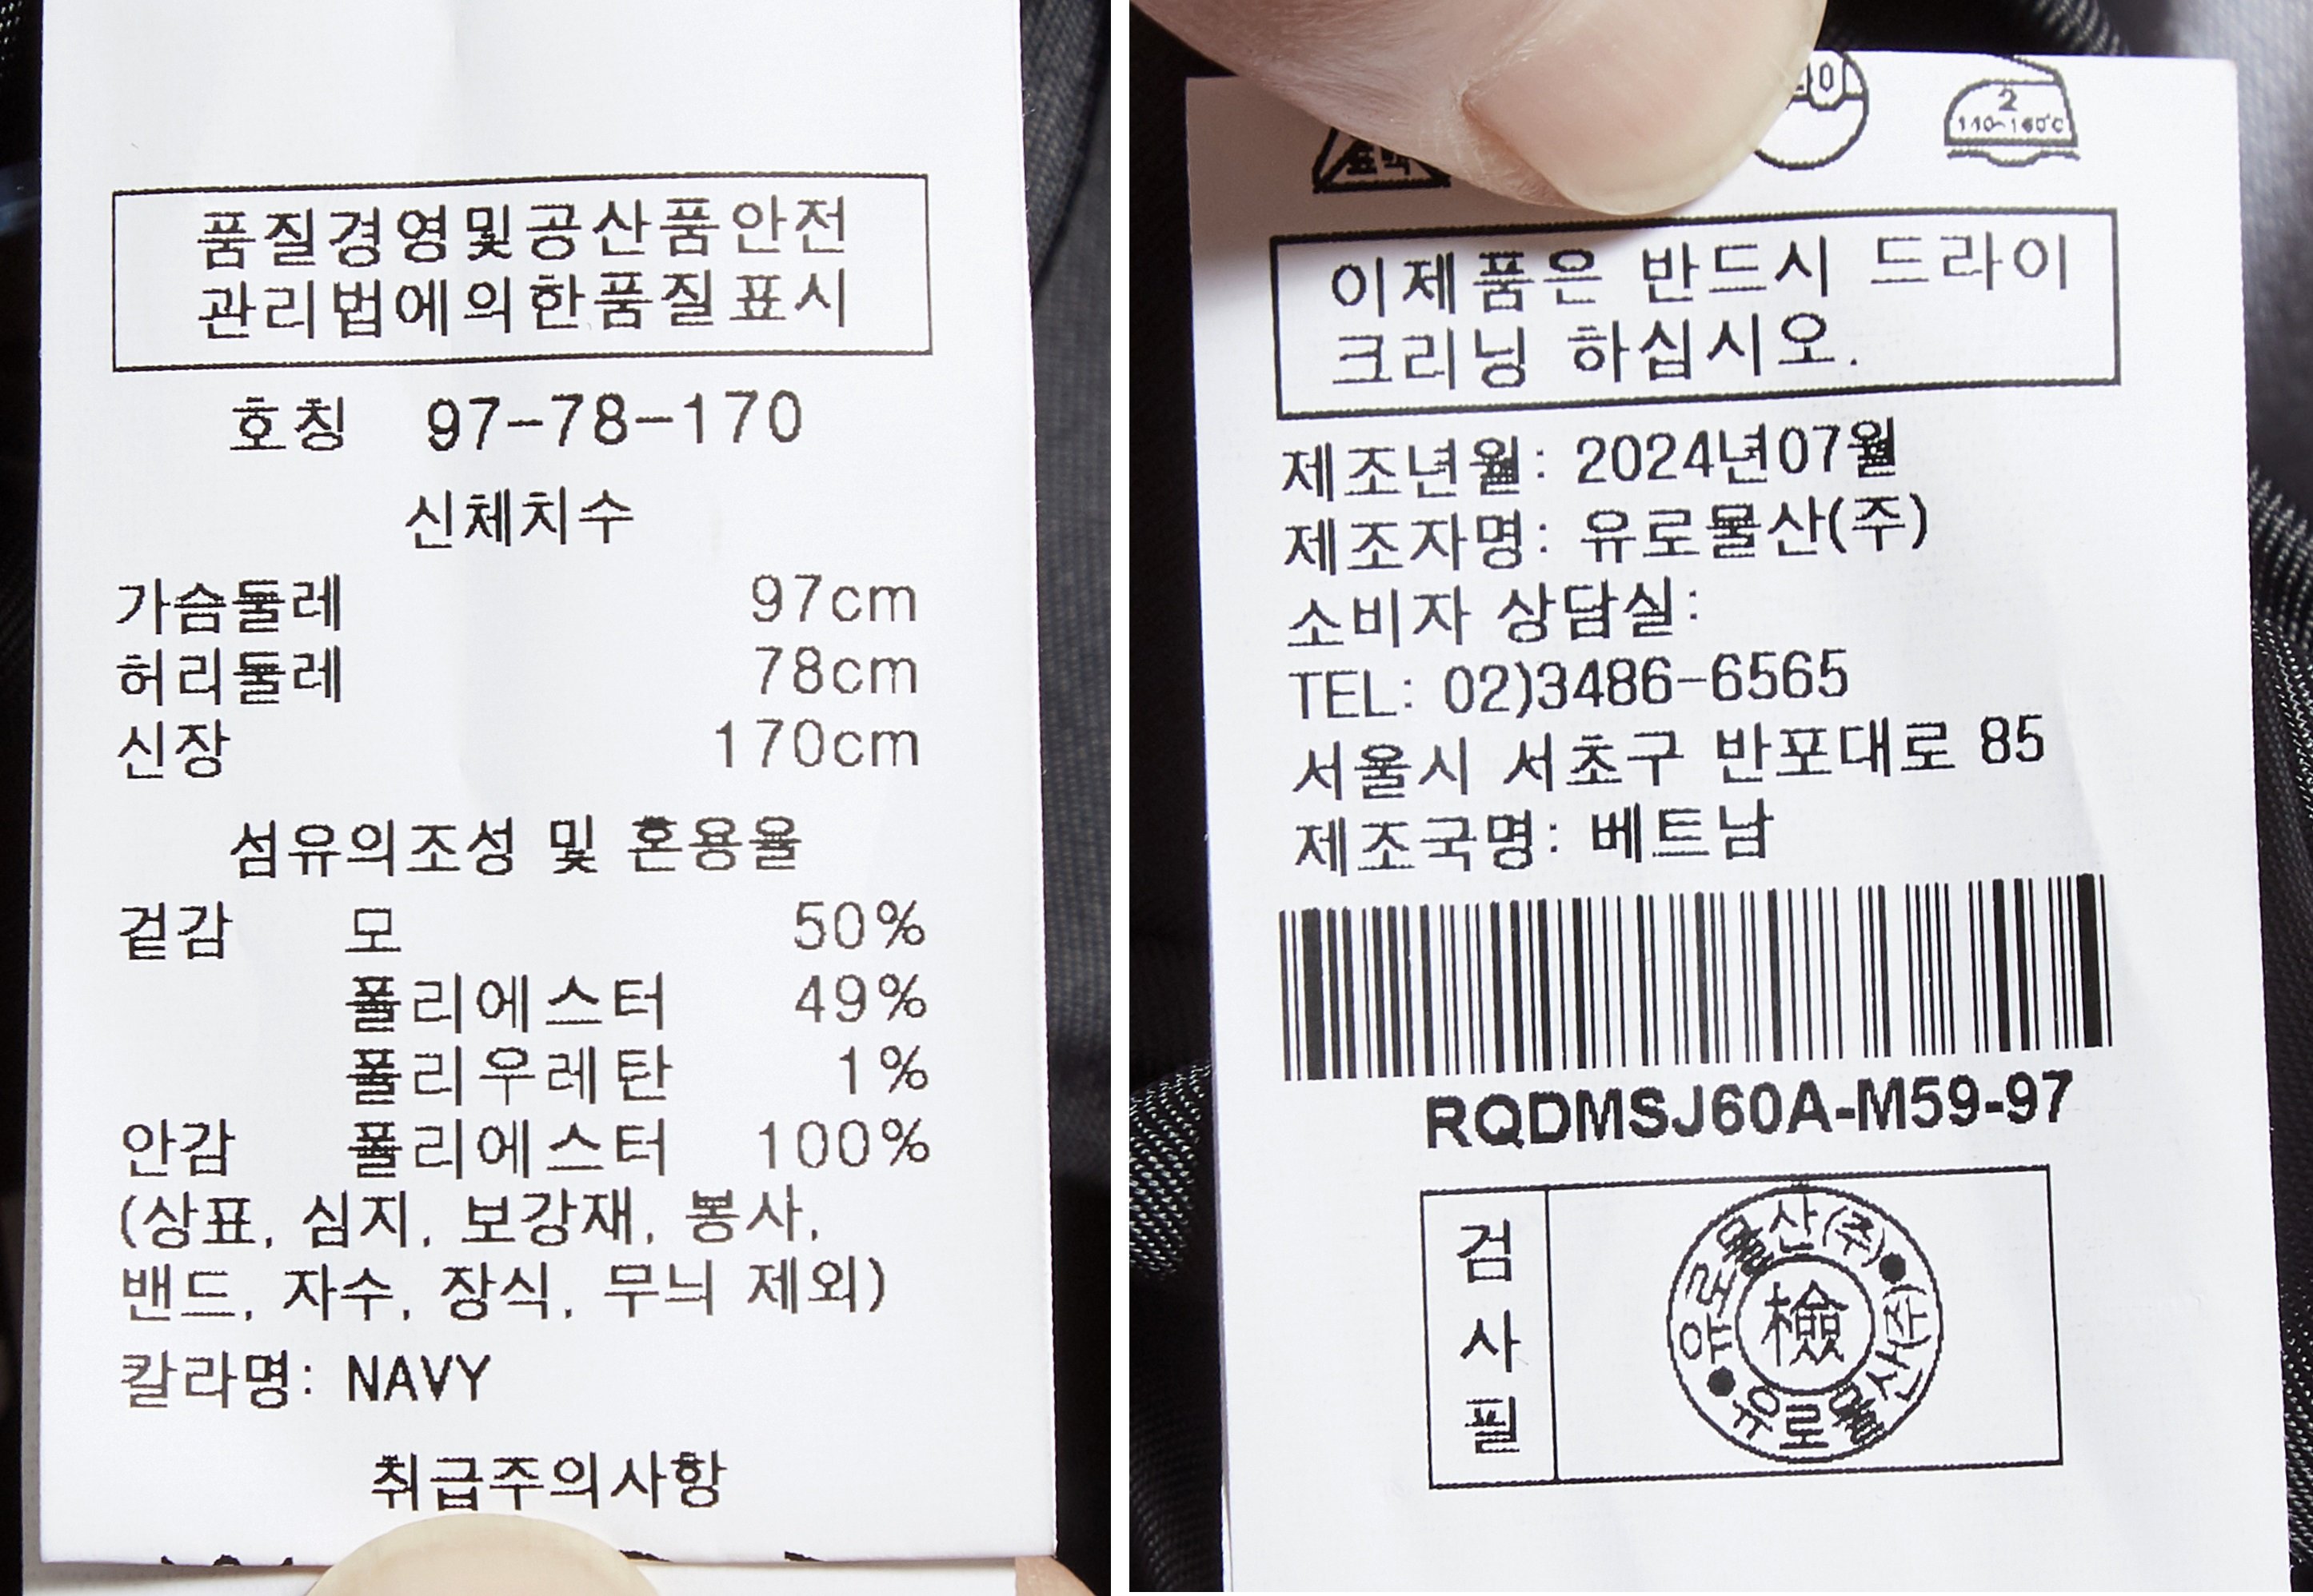 품질경영및공산품안전
관리법에의한품질표시
호칭 97-78-170
신체치수
가슴둘레 97cm
허리둘레 78cm
신장 170cm
섬유의조성 및 혼용율
겉감 모 50%
폴리에스터 49%
폴리우레탄 1%
안감 폴리에스터 100%
(상표, 심지, 보강재, 봉사,
밴드, 자수, 장식, 무늬 제외)
칼라명: NAVY
취급주의사항
2
140~160℃
이제품은 반드시 드라이
크리닝 하십시오.
제조년월: 2024년07월
제조자명: 유로물산(주)
소비자 상담실:
TEL: 02)3486-6565
서울시 서초구 반포대로 85
제조국명: 베트남
RQDMSJ60A-M59-97
검사필
檢
유로물산(주)